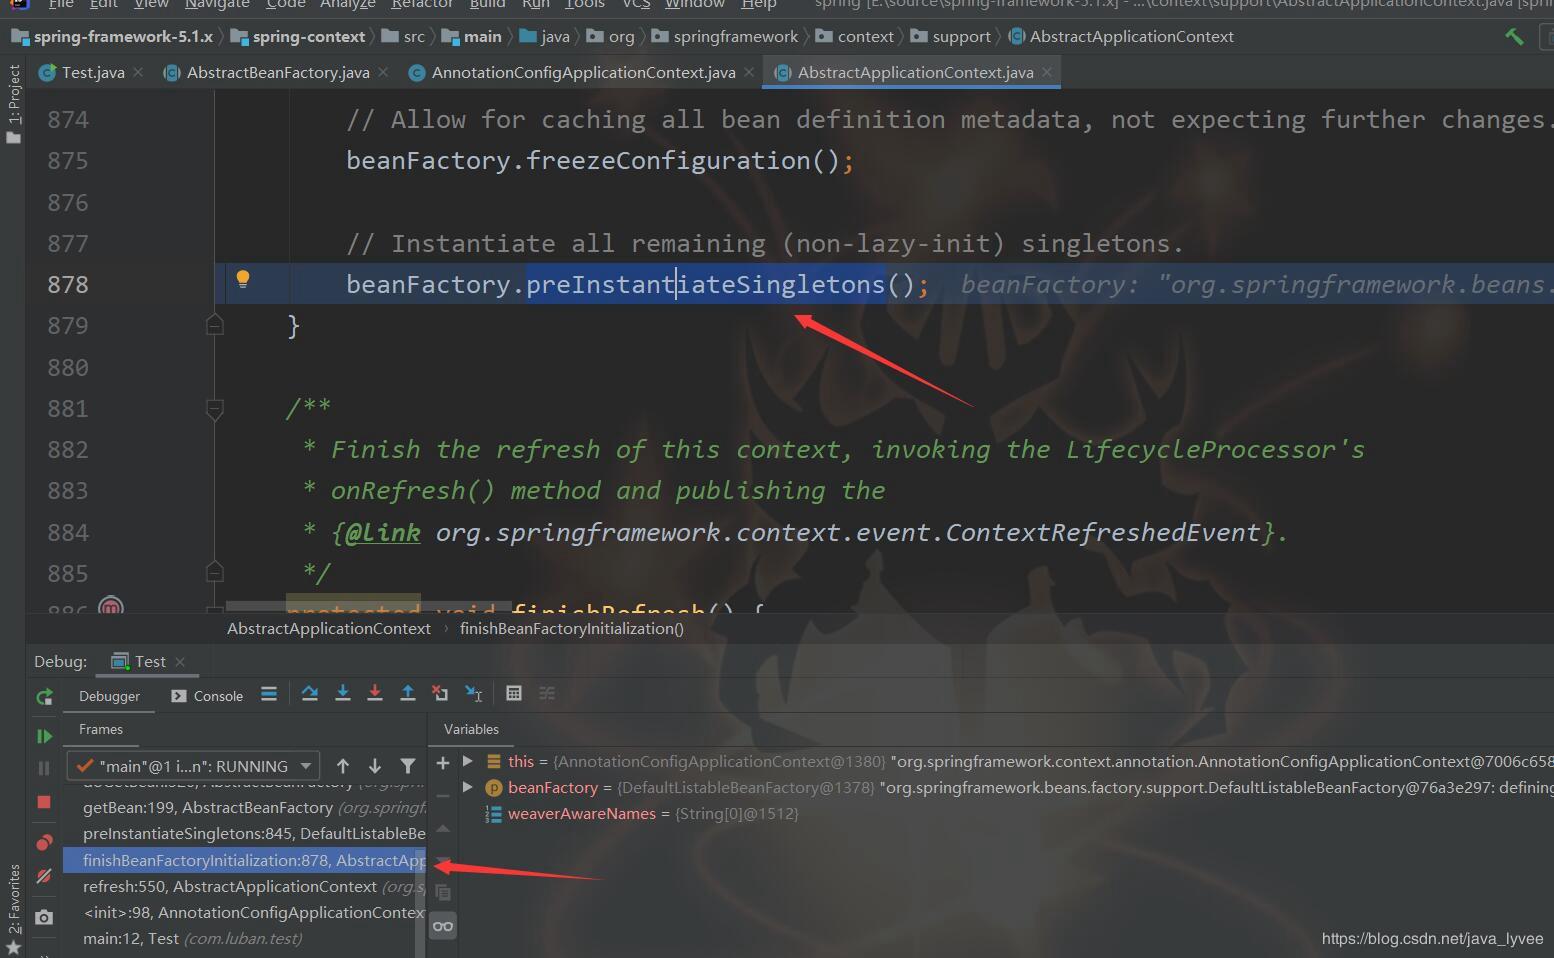 File Edit View Navigate Code Analyze Refactor Build Run Tools VCS Window Help spring [E:\source\spring-framework-5.1.x] - ...\context\support\AbstractApplicationContext.java [spring
spring-framework-5.1.x spring-context src main java org springframework context support AbstractApplicationContext
Test.java AbstractBeanFactory.java AnnotationConfigApplicationContext.java AbstractApplicationContext.java
1: Project
874 // Allow for caching all bean definition metadata, not expecting further changes.
875 beanFactory.freezeConfiguration();
876
877 // Instantiate all remaining (non-lazy-init) singletons.
878 beanFactory.preInstantiateSingletons(); beanFactory: "org.springframework.beans.
879 }
880
881 /**
882 * Finish the refresh of this context, invoking the LifecycleProcessor's
883 * onRefresh() method and publishing the
884 * {@link org.springframework.context.event.ContextRefreshedEvent}.
885 */
886 protected void finishRefresh() {
AbstractApplicationContext › finishBeanFactoryInitialization()
Debug: Test
Debugger Console
Frames Variables
"main"@1 i...n": RUNNING
getBean:199, AbstractBeanFactory (org.springf.
preInstantiateSingletons:845, DefaultListableBe
finishBeanFactoryInitialization:878, AbstractApp
refresh:550, AbstractApplicationContext (org.s
<init>:98, AnnotationConfigApplicationContex
main:12, Test (com.luban.test)
this = {AnnotationConfigApplicationContext@1380} "org.springframework.context.annotation.AnnotationConfigApplicationContext@7006c658
beanFactory = {DefaultListableBeanFactory@1378} "org.springframework.beans.factory.support.DefaultListableBeanFactory@76a3e297: defining
weaverAwareNames = {String[0]@1512}
2: Favorites
https://blog.csdn.net/java_lyvee